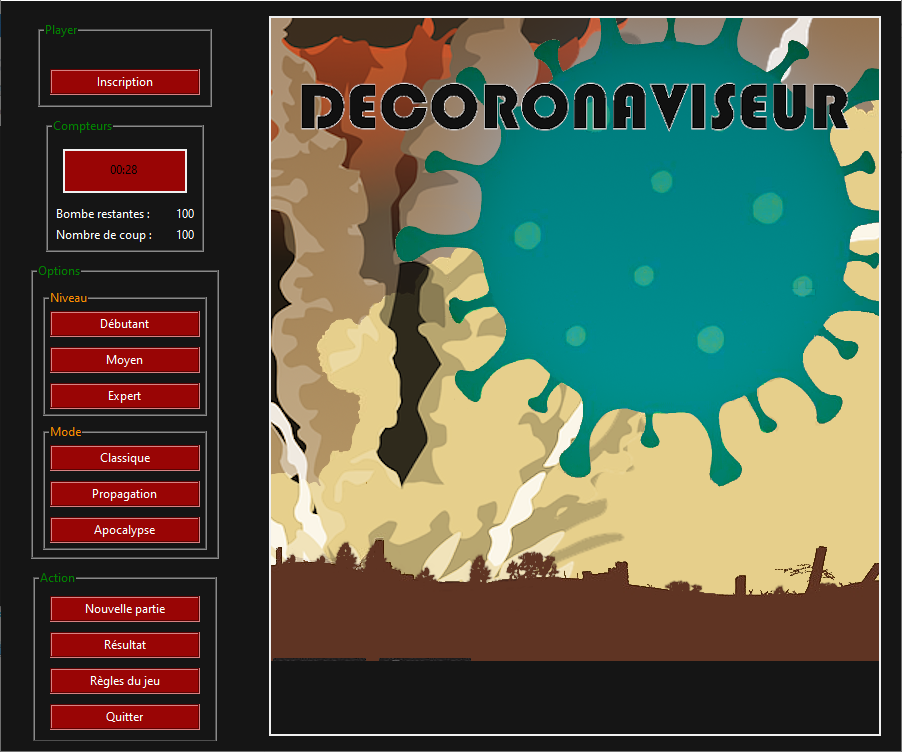 Player
Inscription
Compteurs
00:28
Bombe restantes : 100
Nombre de coup : 100
Options
Niveau
Débutant
Moyen
Expert
Mode
Classique
Propagation
Apocalypse
Action
Nouvelle partie
Résultat
Règles du jeu
Quitter
DECORONAVISEUR